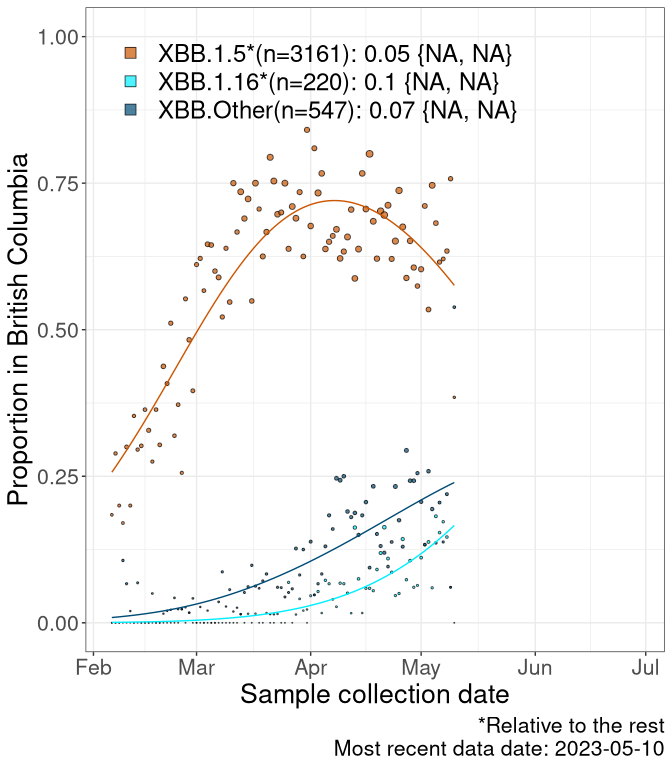 1.00
XBB.1.5*(n=3161): 0.05 {NA, NA}
XBB.1.16*(n=220): 0.1 {NA, NA}
XBB.Other(n=547): 0.07 {NA, NA}
0.75
Proportion in British Columbia
0.50
0.25
0.00
Feb Mar Apr May Jun Jul
Sample collection date
*Relative to the rest
Most recent data date: 2023-05-10